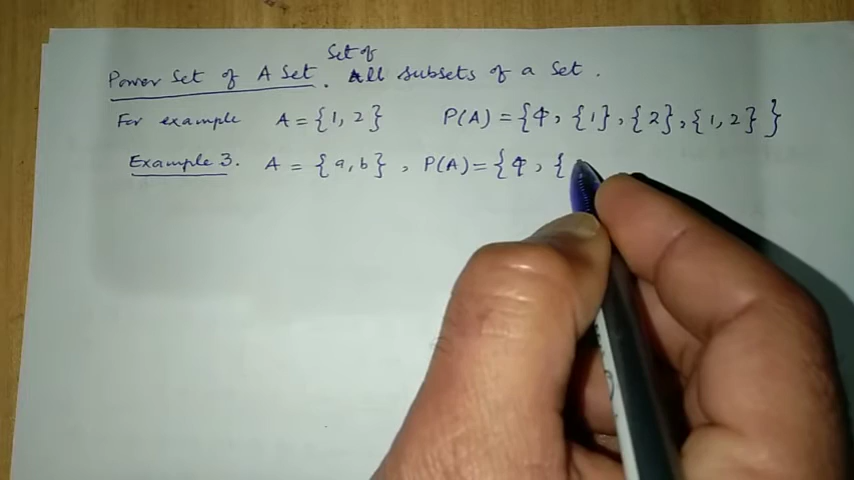 Set of
Power Set of A Set. All subsets of a Set.
For example A = {1, 2} P(A) = {ϕ, {1}, {2}, {1, 2}}
Example 3. A = {a, b}, P(A) = {ϕ, {